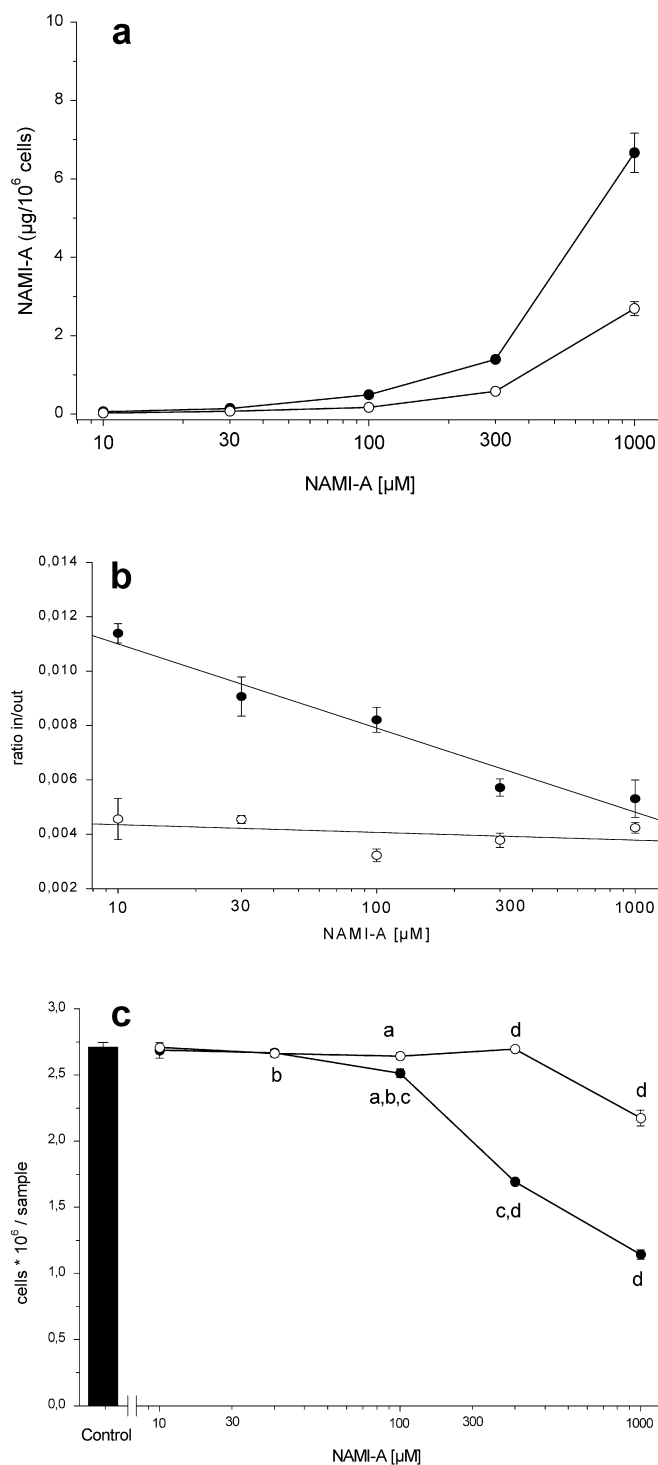 a
10
8
6
4
2
0
NAMI-A (µg/10⁶ cells)
10 30 100 300 1000
NAMI-A [µM]
b
0,014
0,012
0,010
0,008
0,006
0,004
0,002
ratio in/out
10 30 100 300 1000
NAMI-A [µM]
c
3,0
2,5
2,0
1,5
1,0
0,5
0,0
cells * 10⁶ / sample
a d
b d
a,b,c
c,d
d
10 30 100 300 1000
Control
NAMI-A [µM]